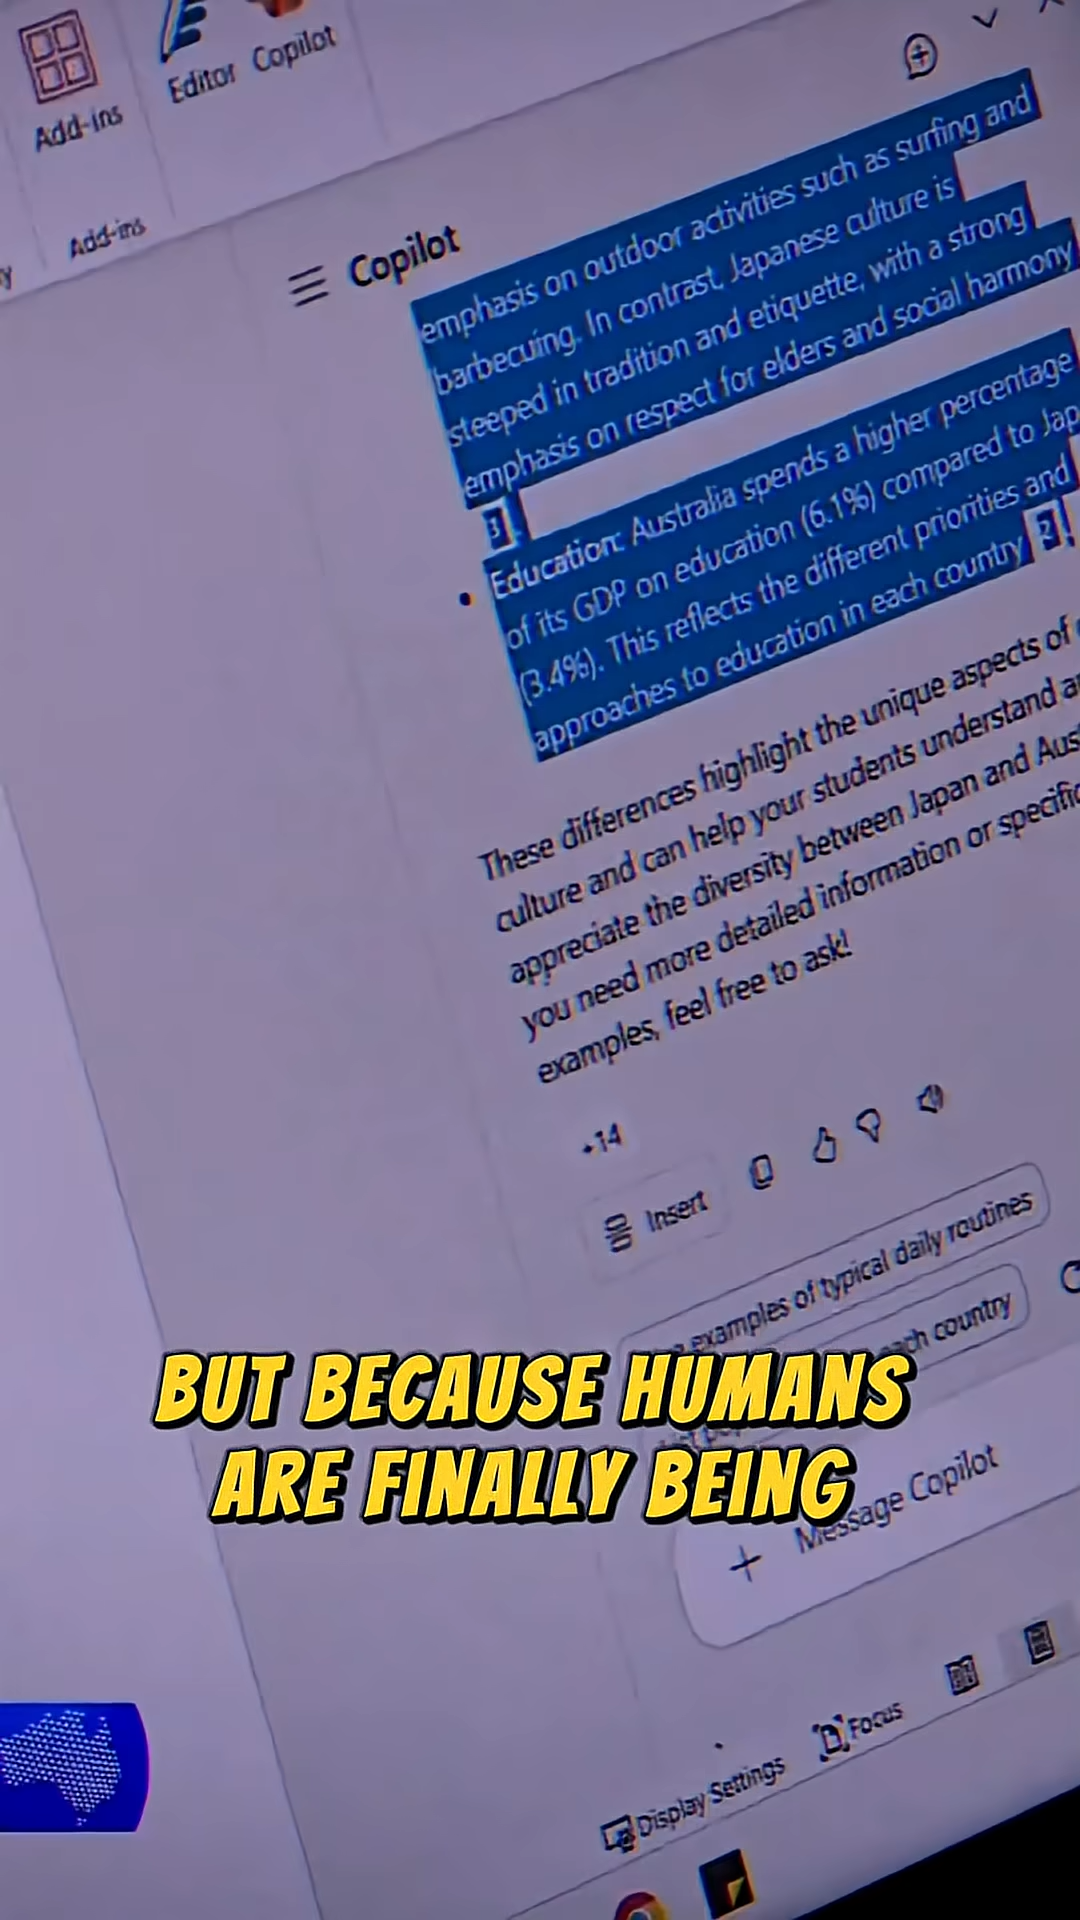 Add-ins
Editor
Copilot
Add-ins
Copilot
emphasis on outdoor activities such as surfing and
barbecuing. In contrast, Japanese culture is
steeped in tradition and etiquette, with a strong
emphasis on respect for elders and social harmony
3
• Education: Australia spends a higher percentage
of its GDP on education (6.1%) compared to Jap
(3.4%). This reflects the different priorities and
approaches to education in each country 2
These differences highlight the unique aspects of
culture and can help your students understand
appreciate the diversity between Japan and Aus
you need more detailed information or specific
examples, feel free to ask!
+14
Insert
examples of typical daily routines
each country
BUT BECAUSE HUMANS
ARE FINALLY BEING
Message Copilot
Display Settings
Focus